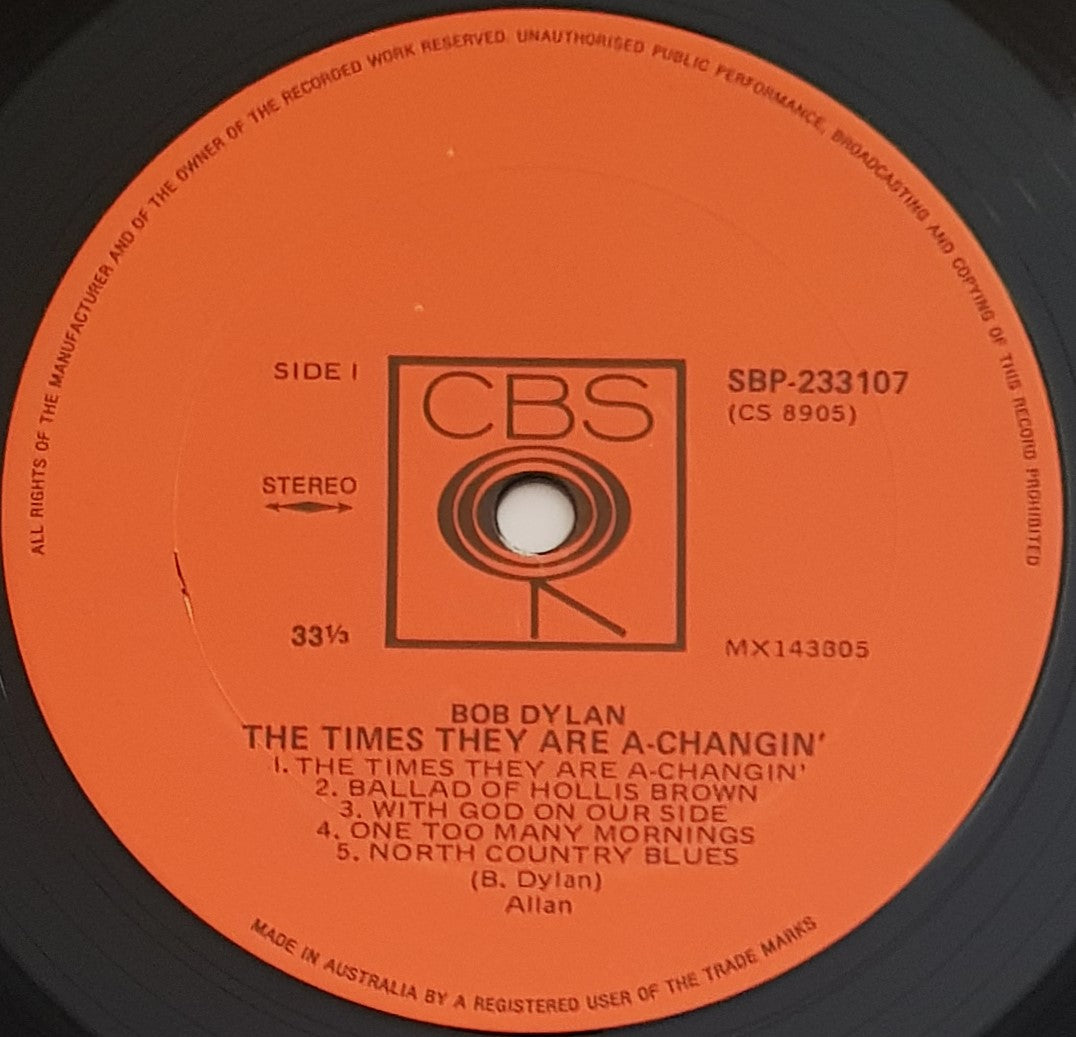 ALL RIGHTS OF THE MANUFACTURER AND OF THE OWNER OF THE RECORDED WORK RESERVED. UNAUTHORISED PUBLIC PERFORMANCE, BROADCASTING AND COPYING OF THIS RECORD PROHIBITED
SIDE I
CBS
SBP-233107
(CS 8905)
STEREO
33⅓
MX143805
BOB DYLAN
THE TIMES THEY ARE A-CHANGIN'
1. THE TIMES THEY ARE A-CHANGIN'
2. BALLAD OF HOLLIS BROWN
3. WITH GOD ON OUR SIDE
4. ONE TOO MANY MORNINGS
5. NORTH COUNTRY BLUES
(B. Dylan)
Allan
MADE IN AUSTRALIA BY A REGISTERED USER OF THE TRADE MARKS